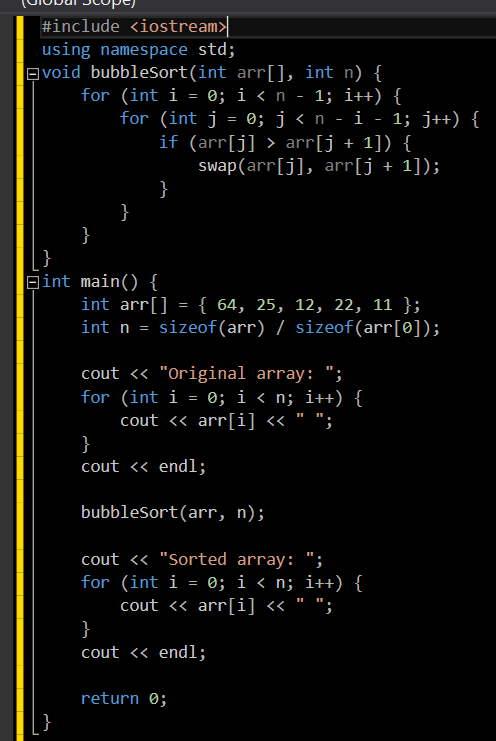 (Global Scope)
#include <iostream>
using namespace std;
void bubbleSort(int arr[], int n) {
    for (int i = 0; i < n - 1; i++) {
        for (int j = 0; j < n - i - 1; j++) {
            if (arr[j] > arr[j + 1]) {
                swap(arr[j], arr[j + 1]);
            }
        }
    }
}
int main() {
    int arr[] = { 64, 25, 12, 22, 11 };
    int n = sizeof(arr) / sizeof(arr[0]);

    cout << "Original array: ";
    for (int i = 0; i < n; i++) {
        cout << arr[i] << " ";
    }
    cout << endl;

    bubbleSort(arr, n);

    cout << "Sorted array: ";
    for (int i = 0; i < n; i++) {
        cout << arr[i] << " ";
    }
    cout << endl;

    return 0;
}